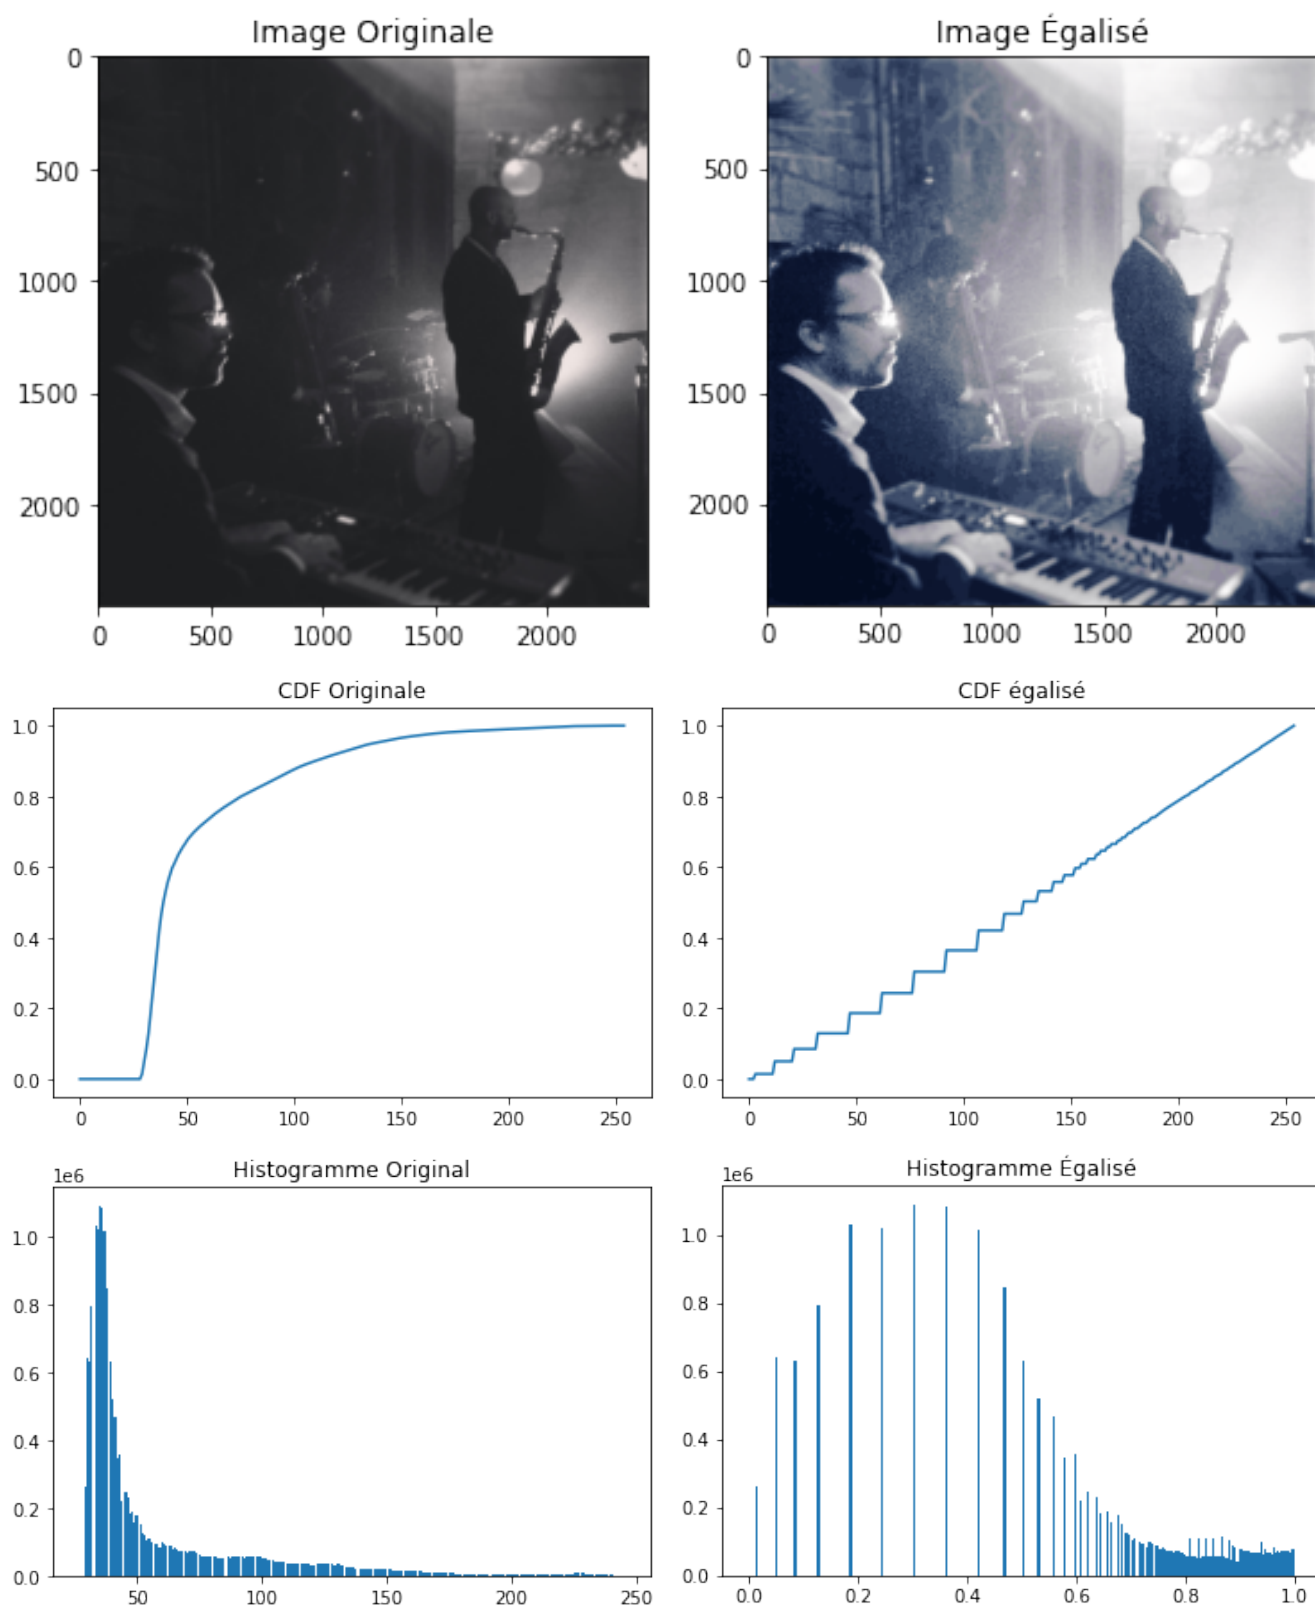 Image Originale
0
500
1000
1500
2000
0 500 1000 1500 2000
Image Égalisé
0
500
1000
1500
2000
0 500 1000 1500 2000
CDF Originale
1.0
0.8
0.6
0.4
0.2
0.0
0 50 100 150 200 250
CDF égalisé
1.0
0.8
0.6
0.4
0.2
0.0
0 50 100 150 200 250
Histogramme Original
1e6
1.0
0.8
0.6
0.4
0.2
0.0
50 100 150 200 250
Histogramme Égalisé
1e6
1.0
0.8
0.6
0.4
0.2
0.0
0.0 0.2 0.4 0.6 0.8 1.0